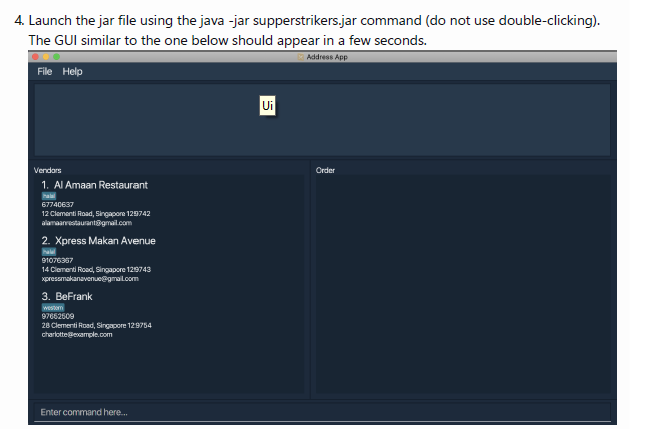 4. Launch the jar file using the java -jar supperstrikers.jar command (do not use double-clicking).
The GUI similar to the one below should appear in a few seconds.
Address App
File Help
Ui
Vendors
Order
1. Al Amaan Restaurant
halal
67740637
12 Clementi Road, Singapore 129742
alamaanrestaurant@gmail.com
2. Xpress Makan Avenue
halal
91076367
14 Clementi Road, Singapore 129743
xpressmakanavenue@gmail.com
3. BeFrank
western
97652509
28 Clementi Road, Singapore 129754
charlotte@example.com
Enter command here...